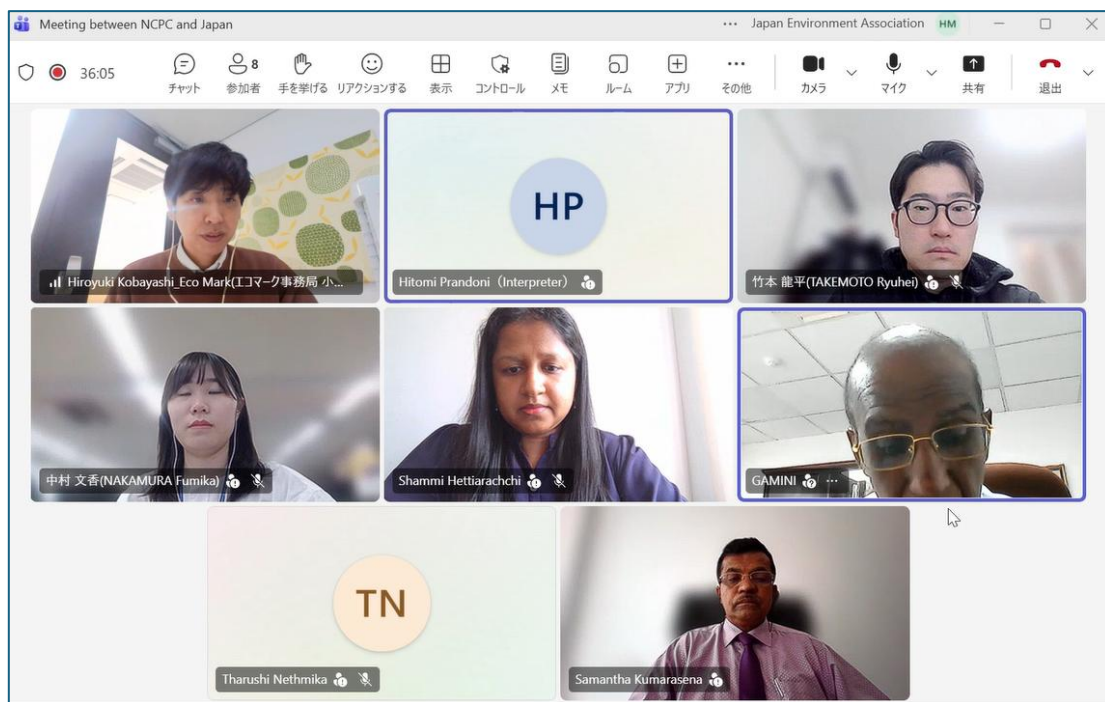 Meeting between NCPC and Japan
Japan Environment Association HM
36:05
チャット
8
参加者
手を挙げる
リアクションする
表示
コントロール
メモ
ルーム
アプリ
その他
カメラ
マイク
共有
退出
Hiroyuki Kobayashi_Eco Mark(エコマーク事務局 小...
HP
Hitomi Prandoni（Interpreter）
竹本 龍平(TAKEMOTO Ryuhei)
中村 文香(NAKAMURA Fumika)
Shammi Hettiarachchi
GAMINI
TN
Tharushi Nethmika
Samantha Kumarasena